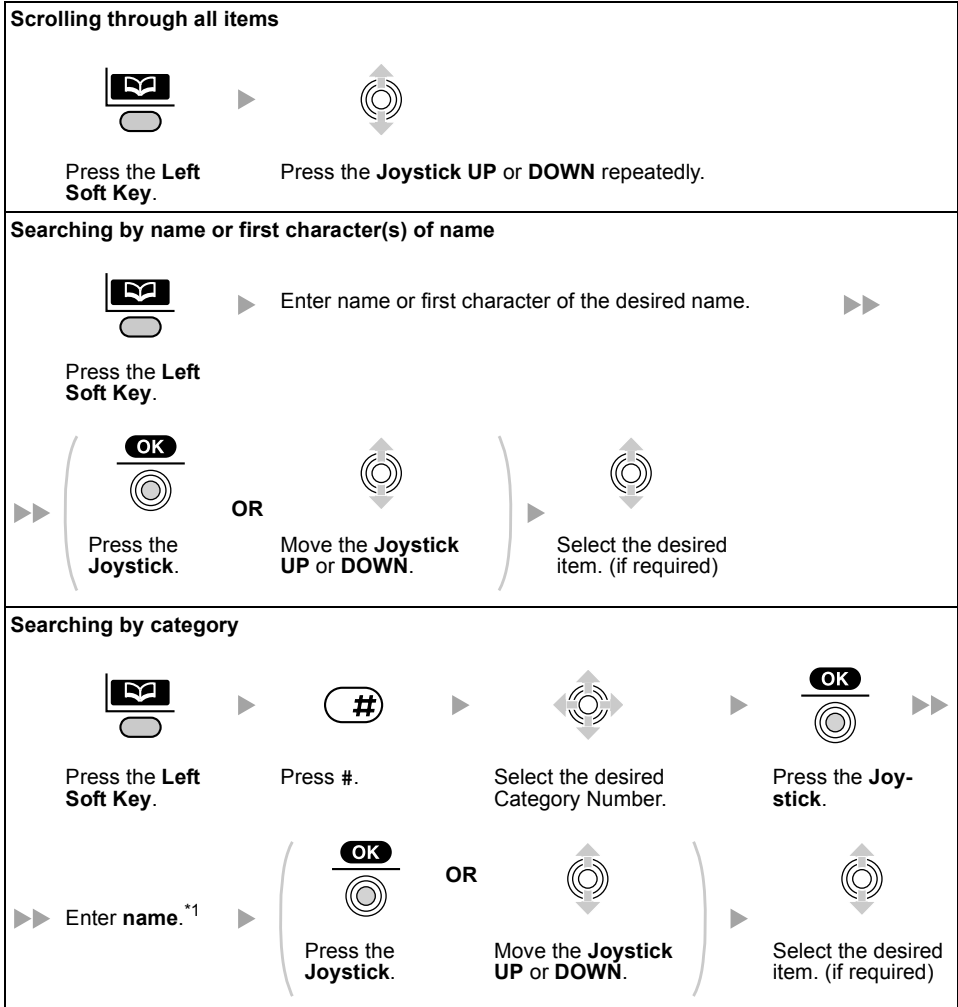 Scrolling through all items
Press the Left
Soft Key.
Press the Joystick UP or DOWN repeatedly.
Searching by name or first character(s) of name
Enter name or first character of the desired name.
Press the Left
Soft Key.
OK
OR
Press the
Joystick.
Move the Joystick
UP or DOWN.
Select the desired
item. (if required)
Searching by category
#
OK
Press the Left
Soft Key.
Press #.
Select the desired
Category Number.
Press the Joy-
stick.
Enter name.*1
OK
OR
Press the
Joystick.
Move the Joystick
UP or DOWN.
Select the desired
item. (if required)